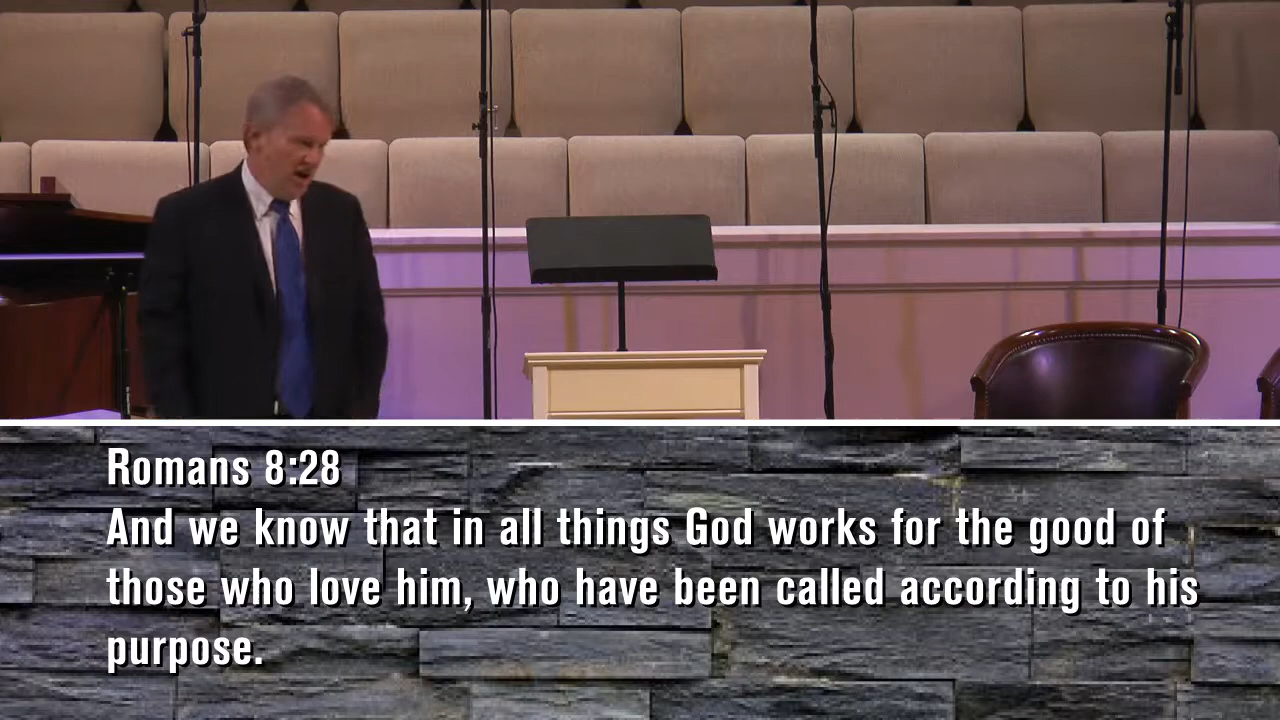 Romans 8:28
And we know that in all things God works for the good of
those who love him, who have been called according to his
purpose.